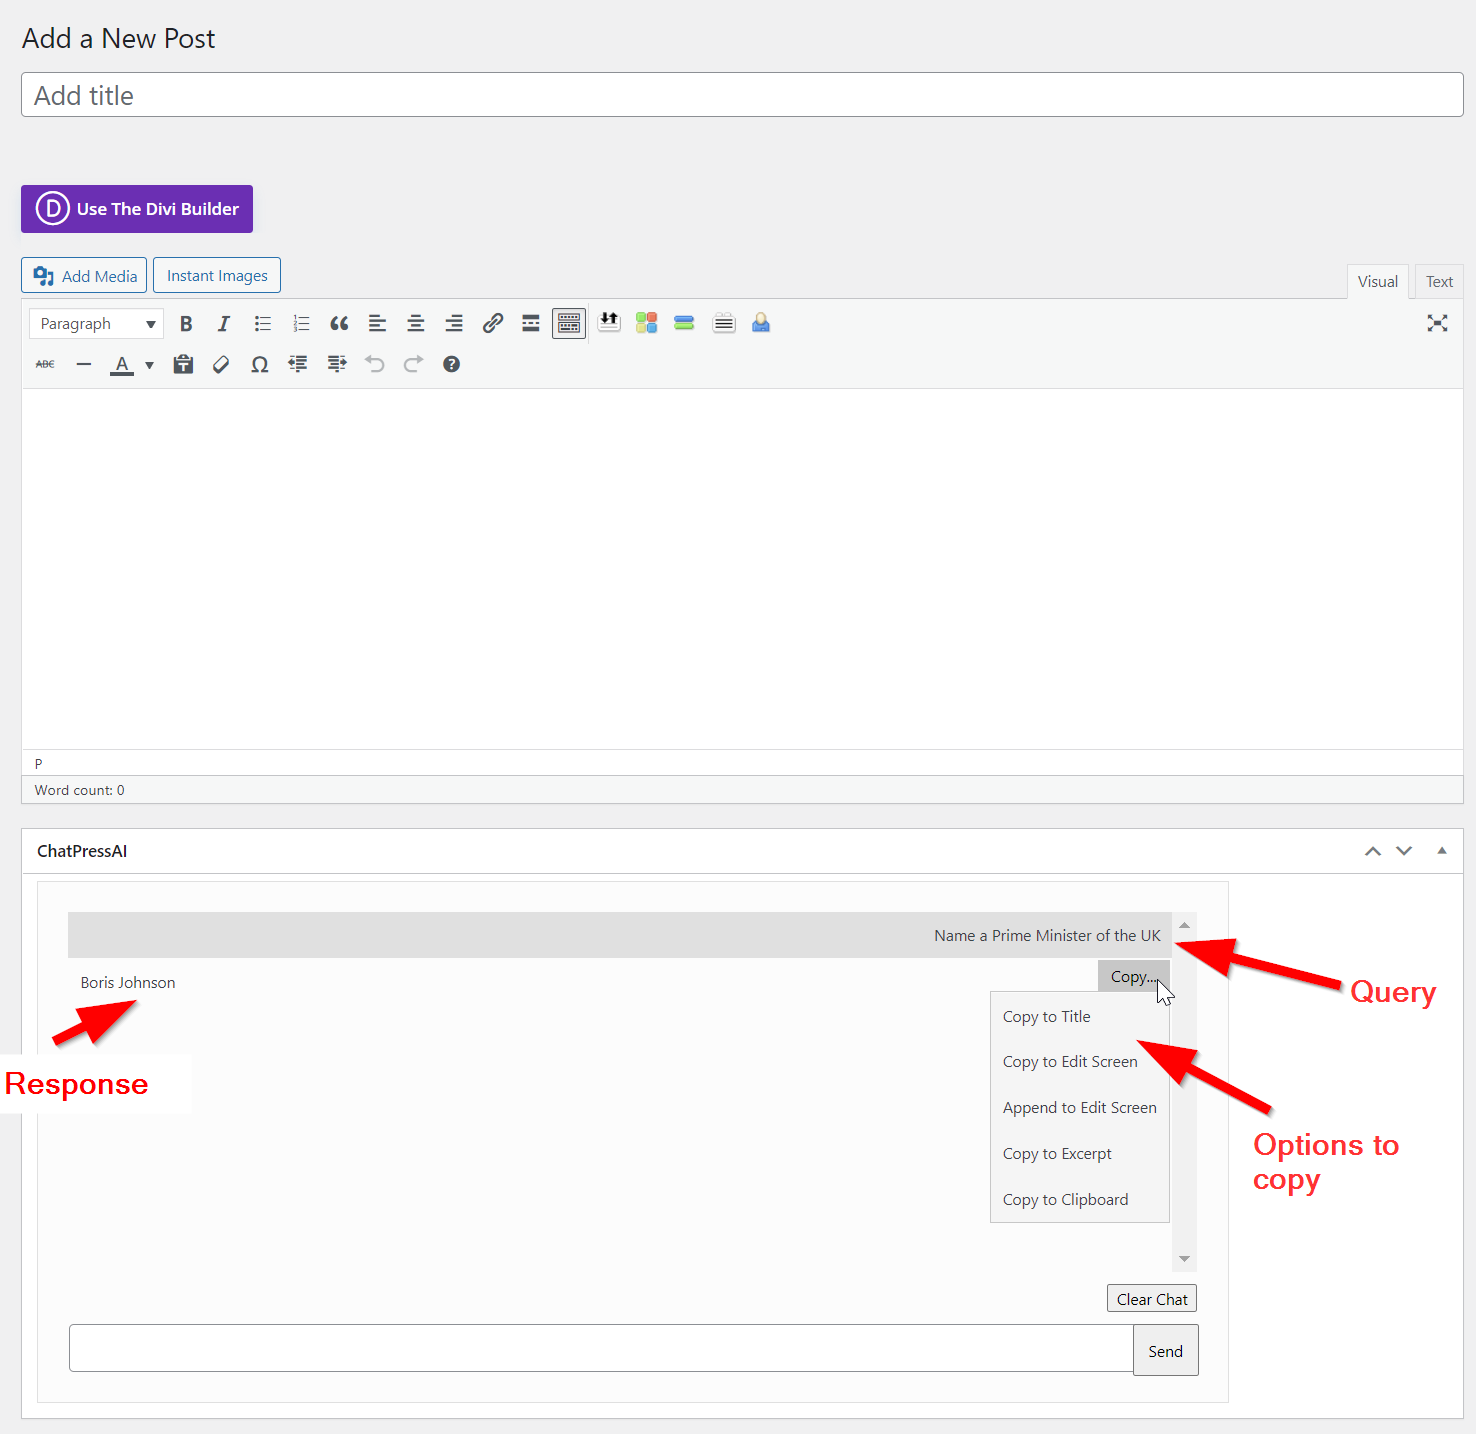 Add a New Post
Add title
D Use The Divi Builder
Add Media Instant Images
Visual Text
Paragraph B I
ABC A T Ω ?
P
Word count: 0
ChatPressAI
Name a Prime Minister of the UK
Boris Johnson
Copy...
Query
Copy to Title
Response
Copy to Edit Screen
Append to Edit Screen
Options to
copy
Copy to Excerpt
Copy to Clipboard
Clear Chat
Send